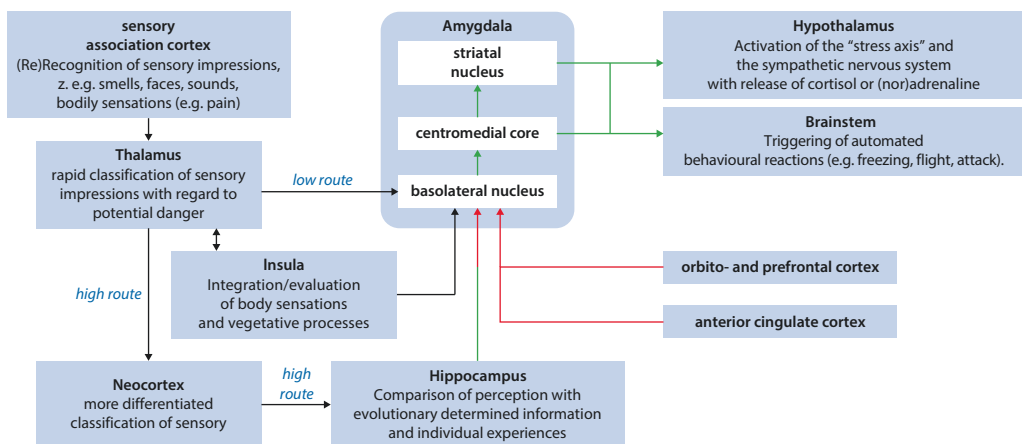 sensory
association cortex
(Re)Recognition of sensory impressions,
z. e.g. smells, faces, sounds,
bodily sensations (e.g. pain)
Thalamus
rapid classification of sensory
impressions with regard to
potential danger
low route
high route
Insula
Integration/evaluation
of body sensations
and vegetative processes
Neocortex
more differentiated
classification of sensory
high
route
Hippocampus
Comparison of perception with
evolutionary determined information
and individual experiences
Amygdala
striatal
nucleus
centromedial core
basolateral nucleus
Hypothalamus
Activation of the “stress axis” and
the sympathetic nervous system
with release of cortisol or (nor)adrenaline
Brainstem
Triggering of automated
behavioural reactions (e.g. freezing, flight, attack).
orbito- and prefrontal cortex
anterior cingulate cortex